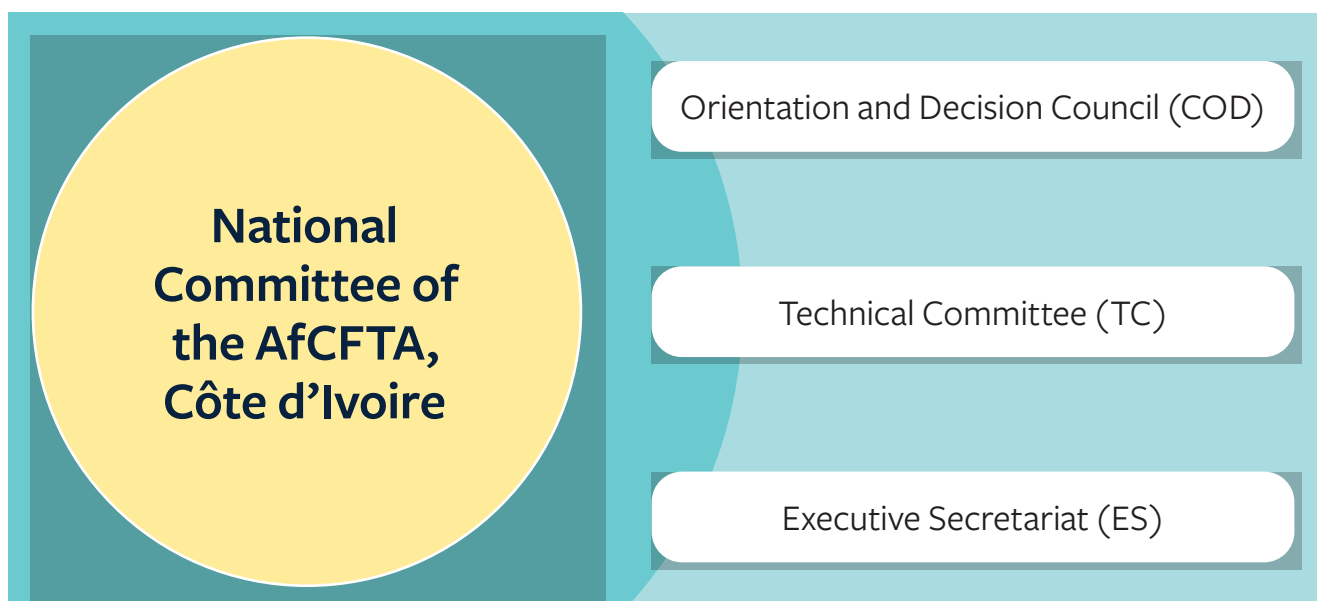 National
Committee of
the AfCFTA,
Côte d’Ivoire
Orientation and Decision Council (COD)
Technical Committee (TC)
Executive Secretariat (ES)